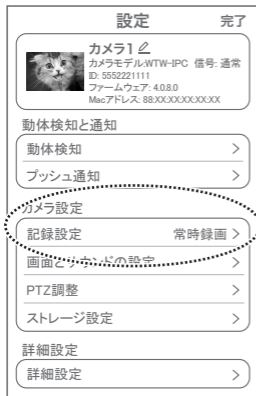 設定 完了
カメラ1
カメラモデル:WTW-IPC 信号: 通常
ID: 5552221111
ファームウェア: 4.0.8.0
Macアドレス: 88:XX:XX:XX:XX:XX
動体検知と通知
動体検知 >
プッシュ通知 >
カメラ設定
記録設定 常時録画 >
画面とサウンドの設定 >
PTZ調整 >
ストレージ設定 >
詳細設定
詳細設定 >